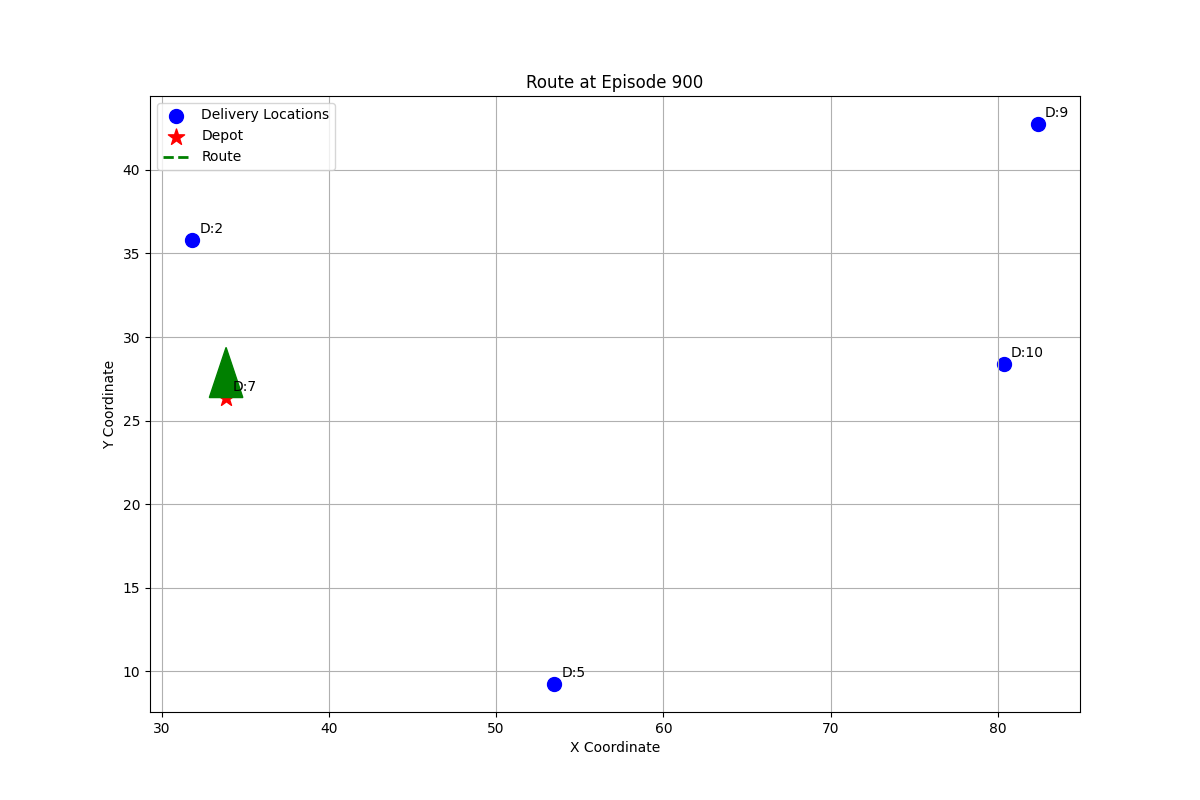 Route at Episode 900
Delivery Locations
Depot
Route
D:9
D:2
D:10
D:7
D:5
40
35
30
25
20
15
10
Y Coordinate
30
40
50
60
70
80
X Coordinate